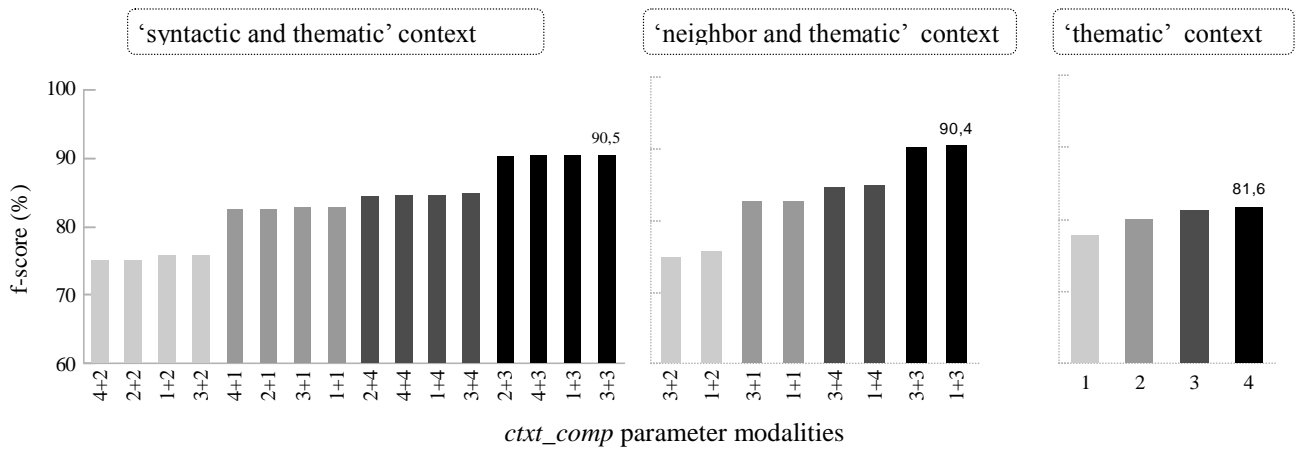 ‘syntactic and thematic’ context
‘neighbor and thematic’ context
‘thematic’ context
f-score (%)
100
90
80
70
60
90,5
90,4
81,6
4+2 2+2 1+2 3+2 4+1 2+1 3+1 1+1 2+4 4+4 1+4 3+4 2+3 4+3 1+3 3+3
3+2 1+2 3+1 1+1 3+4 1+4 3+3 1+3
1 2 3 4
ctxt_comp parameter modalities